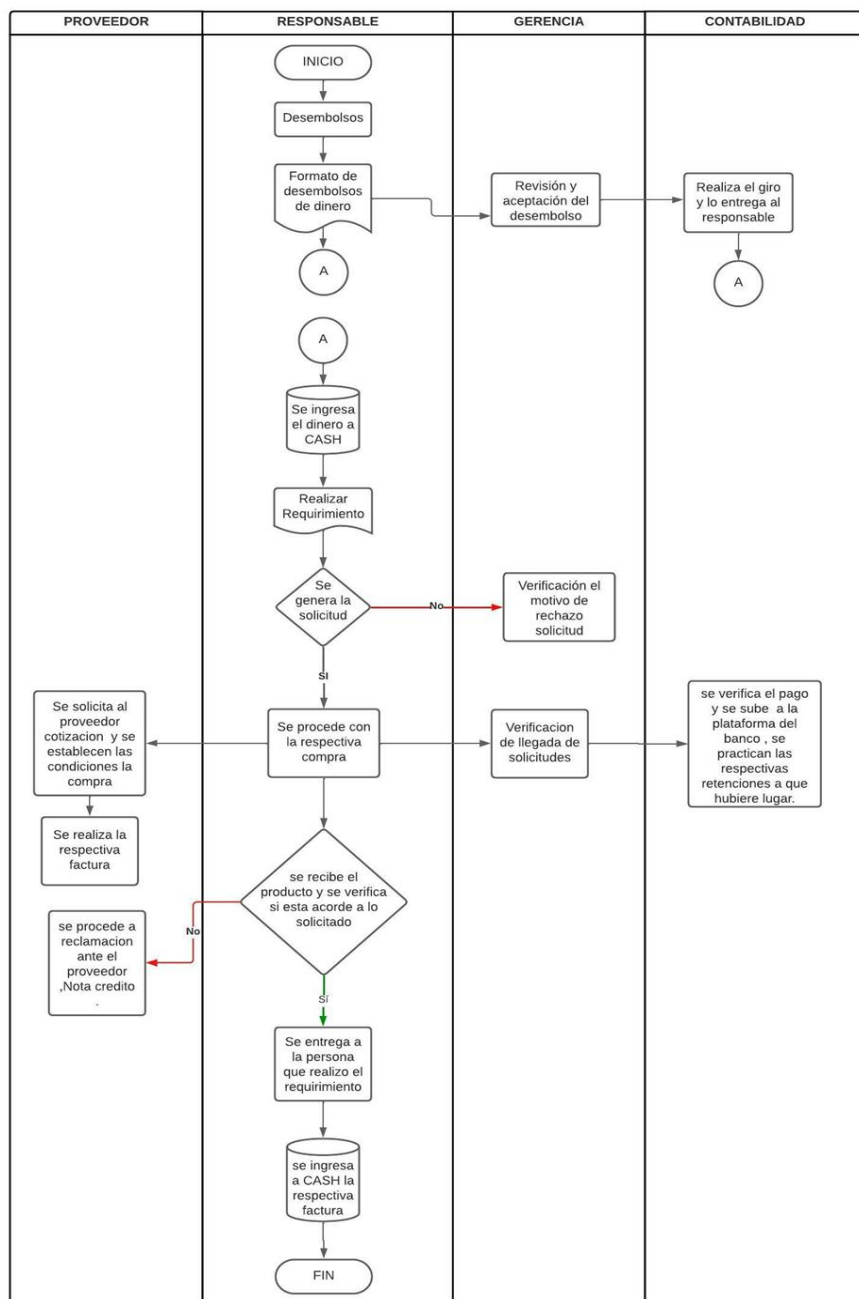 PROVEEDOR
RESPONSABLE
GERENCIA
CONTABILIDAD
INICIO
Desembolsos
Formato de
desembolsos
de dinero
Revisión y
aceptación del
desembolso
Realiza el giro
y lo entrega al
responsable
A
A
A
Se ingresa
el dinero a
CASH
Realizar
Requirimiento
Se
genera la
solicitud
No
Verificación el
motivo de
rechazo
solicitud
SI
Se solicita al
proveedor
cotizacion y se
establecen las
condiciones la
compra
Se procede con
la respectiva
compra
Verificacion
de llegada de
solicitudes
se verifica el pago
y se sube a la
plataforma del
banco , se
practican las
respectivas
retenciones a que
hubiere lugar.
Se realiza la
respectiva
factura
se recibe el
producto y se verifica
si esta acorde a lo
solicitado
No
se procede a
reclamacion
ante el
proveedor
,Nota credito
.
Sí
Se entrega a
la persona
que realizo el
requirimiento
se ingresa
a CASH la
respectiva
factura
FIN